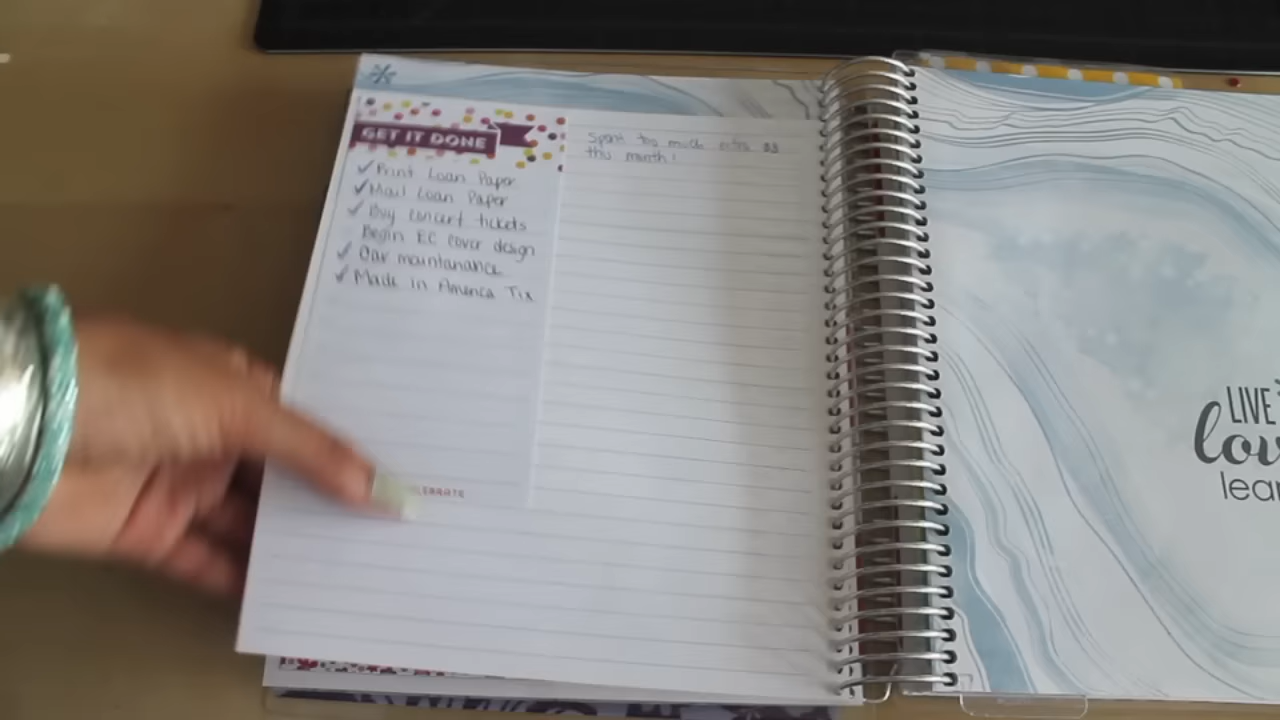 GET IT DONE
✓ Print Loan Paper
✓ Mail Loan Paper
✓ Buy concert tickets
Begin EC cover design
✓ Car maintanance
✓ Made in America Tix
Spent too much extra $$
this month!
LIVE
lov
lear
LEBRATE